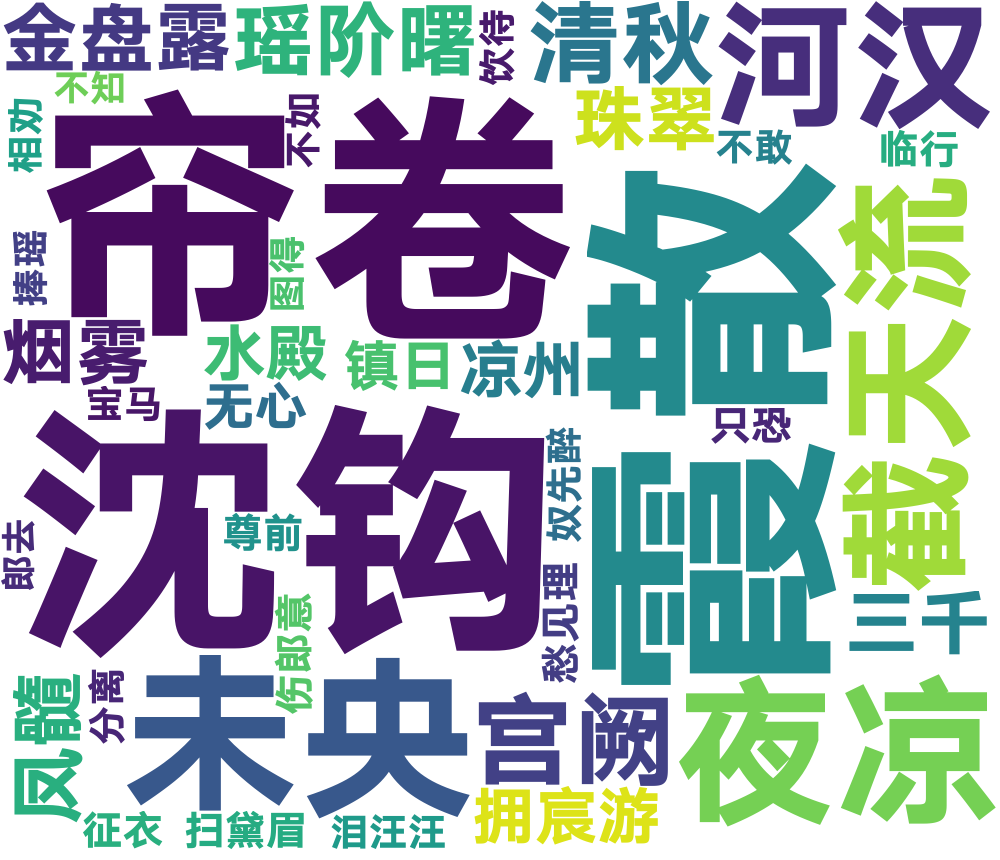 金盘露
瑶阶曙
饮待
清秋
河汉
不知
相劝
不如
珠翠
不敢
临行
帘卷
散霞
截天流
捧瑶
图得
烟雾
水殿
镇日
凉州
宝马
无心
只恐
沈钩
奴先醉
郎去
尊前
愁见理
三千
伤郎意
凤髓
分离
未央
宫阙
夜凉
征衣
扫黛眉
泪汪汪
拥宸游